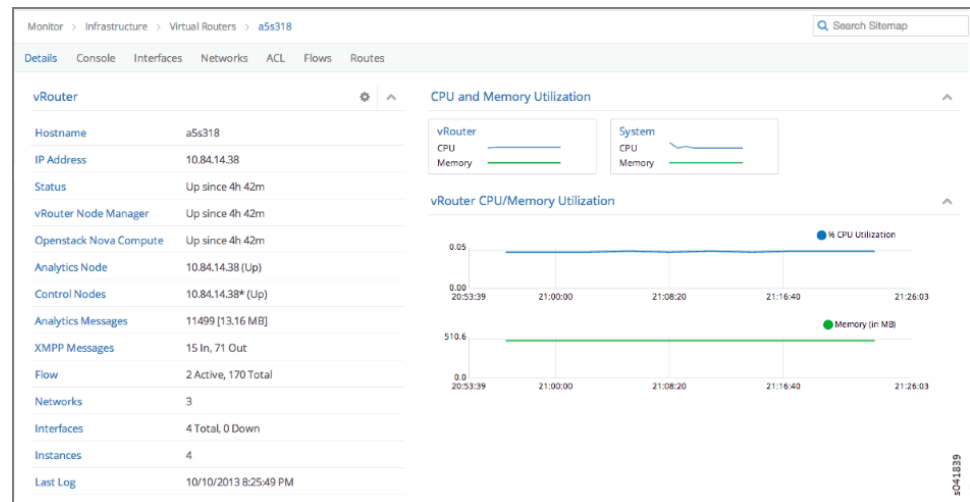 Monitor > Infrastructure > Virtual Routers > a5s318
Search Sitemap
Details Console Interfaces Networks ACL Flows Routes
vRouter
Hostname a5s318
IP Address 10.84.14.38
Status Up since 4h 42m
vRouter Node Manager Up since 4h 42m
Openstack Nova Compute Up since 4h 42m
Analytics Node 10.84.14.38 (Up)
Control Nodes 10.84.14.38* (Up)
Analytics Messages 11499 [13.16 MB]
XMPP Messages 15 In, 71 Out
Flow 2 Active, 170 Total
Networks 3
Interfaces 4 Total, 0 Down
Instances 4
Last Log 10/10/2013 8:25:49 PM
CPU and Memory Utilization
vRouter
CPU
Memory
System
CPU
Memory
vRouter CPU/Memory Utilization
% CPU Utilization
0.05
0.00
20:53:39 21:00:00 21:08:20 21:16:40 21:26:03
Memory (in MB)
510.6
0.0
20:53:39 21:00:00 21:08:20 21:16:40 21:26:03
s041839